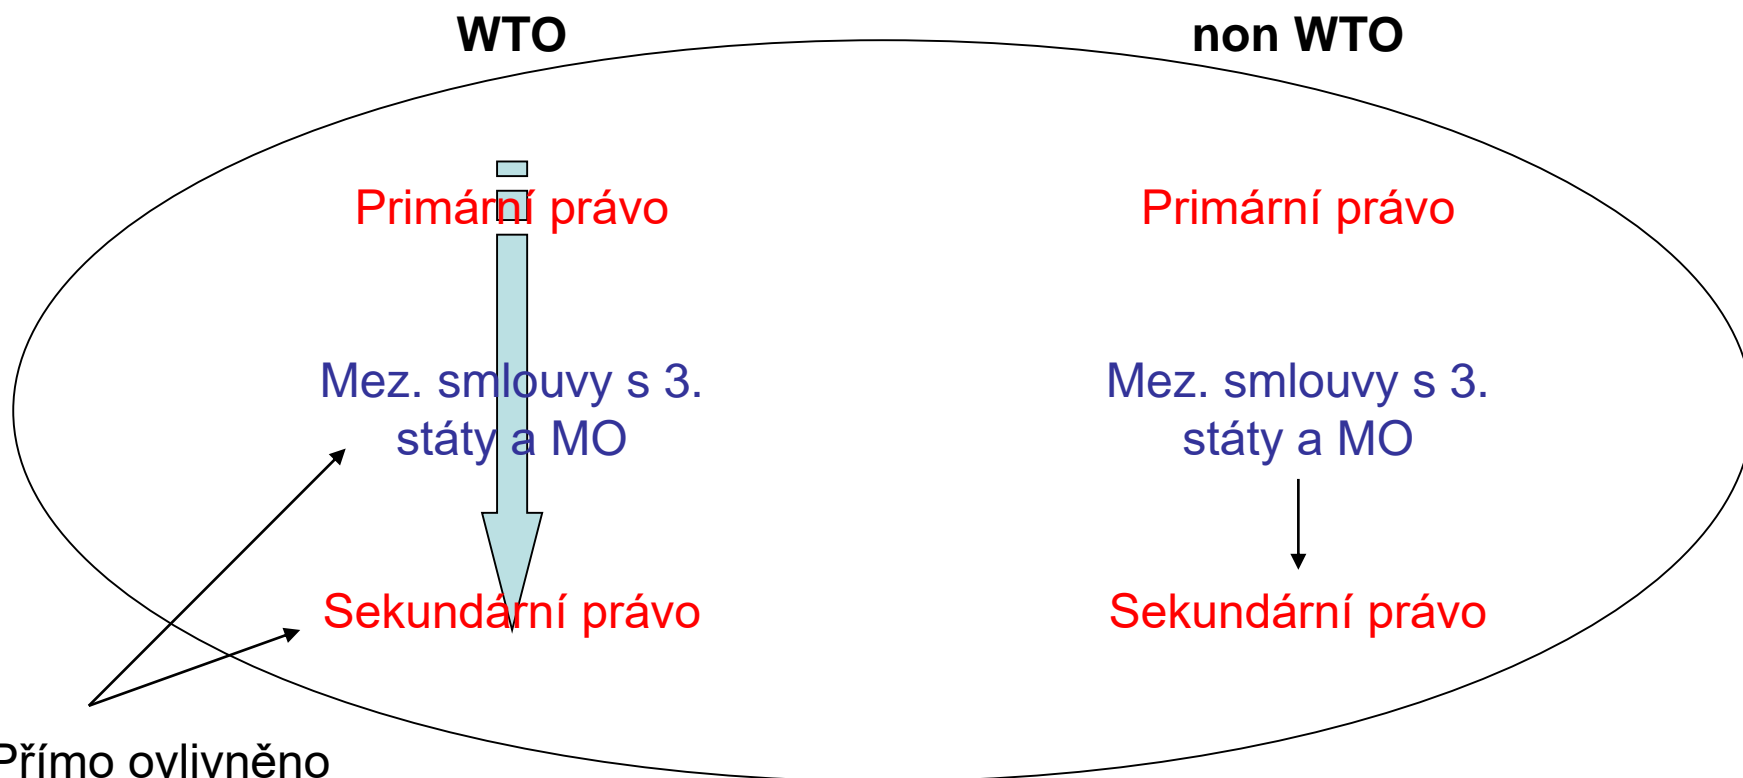 WTO
non WTO
Primární právo
Primární právo
Mez. smlouvy s 3.
státy a MO
Mez. smlouvy s 3.
státy a MO
Sekundární právo
Sekundární právo
Přímo ovlivněno